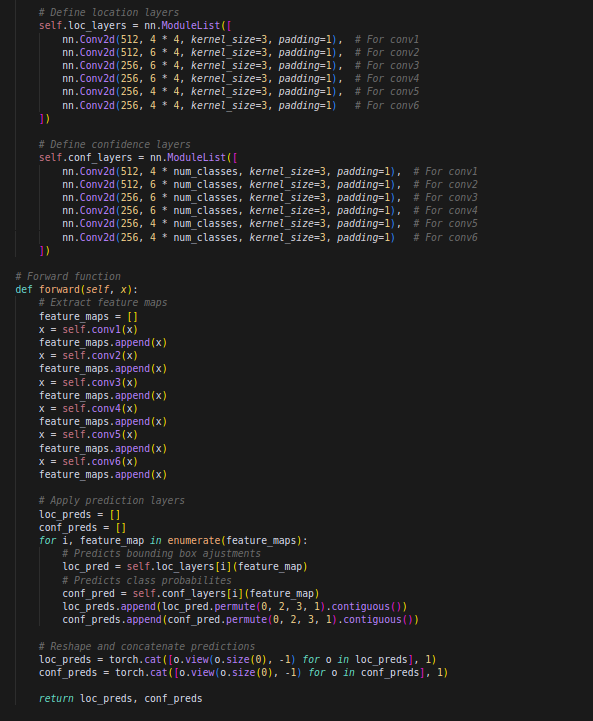 # Define location layers
self.loc_layers = nn.ModuleList([
nn.Conv2d(512, 4 * 4, kernel_size=3, padding=1),  # For conv1
nn.Conv2d(512, 6 * 4, kernel_size=3, padding=1),  # For conv2
nn.Conv2d(256, 6 * 4, kernel_size=3, padding=1),  # For conv3
nn.Conv2d(256, 6 * 4, kernel_size=3, padding=1),  # For conv4
nn.Conv2d(256, 4 * 4, kernel_size=3, padding=1),  # For conv5
nn.Conv2d(256, 4 * 4, kernel_size=3, padding=1)   # For conv6
])
# Define confidence layers
self.conf_layers = nn.ModuleList([
nn.Conv2d(512, 4 * num_classes, kernel_size=3, padding=1),  # For conv1
nn.Conv2d(512, 6 * num_classes, kernel_size=3, padding=1),  # For conv2
nn.Conv2d(256, 6 * num_classes, kernel_size=3, padding=1),  # For conv3
nn.Conv2d(256, 6 * num_classes, kernel_size=3, padding=1),  # For conv4
nn.Conv2d(256, 4 * num_classes, kernel_size=3, padding=1),  # For conv5
nn.Conv2d(256, 4 * num_classes, kernel_size=3, padding=1)   # For conv6
])
# Forward function
def forward(self, x):
# Extract feature maps
feature_maps = []
x = self.conv1(x)
feature_maps.append(x)
x = self.conv2(x)
feature_maps.append(x)
x = self.conv3(x)
feature_maps.append(x)
x = self.conv4(x)
feature_maps.append(x)
x = self.conv5(x)
feature_maps.append(x)
x = self.conv6(x)
feature_maps.append(x)
# Apply prediction layers
loc_preds = []
conf_preds = []
for i, feature_map in enumerate(feature_maps):
# Predicts bounding box ajustments
loc_pred = self.loc_layers[i](feature_map)
# Predicts class probabilites
conf_pred = self.conf_layers[i](feature_map)
loc_preds.append(loc_pred.permute(0, 2, 3, 1).contiguous())
conf_preds.append(conf_pred.permute(0, 2, 3, 1).contiguous())
# Reshape and concatenate predictions
loc_preds = torch.cat([o.view(o.size(0), -1) for o in loc_preds], 1)
conf_preds = torch.cat([o.view(o.size(0), -1) for o in conf_preds], 1)
return loc_preds, conf_preds